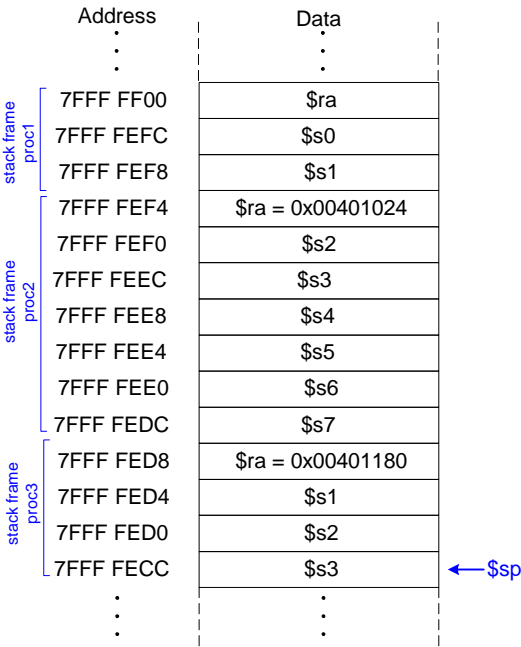 Address Data
7FFF FF00 $ra
7FFF FEFC $s0
7FFF FEF8 $s1
stack frame
proc1
7FFF FEF4 $ra = 0x00401024
7FFF FEF0 $s2
7FFF FEEC $s3
7FFF FEE8 $s4
7FFF FEE4 $s5
7FFF FEE0 $s6
7FFF FEDC $s7
stack frame
proc2
7FFF FED8 $ra = 0x00401180
7FFF FED4 $s1
7FFF FED0 $s2
7FFF FECC $s3 $sp
stack frame
proc3